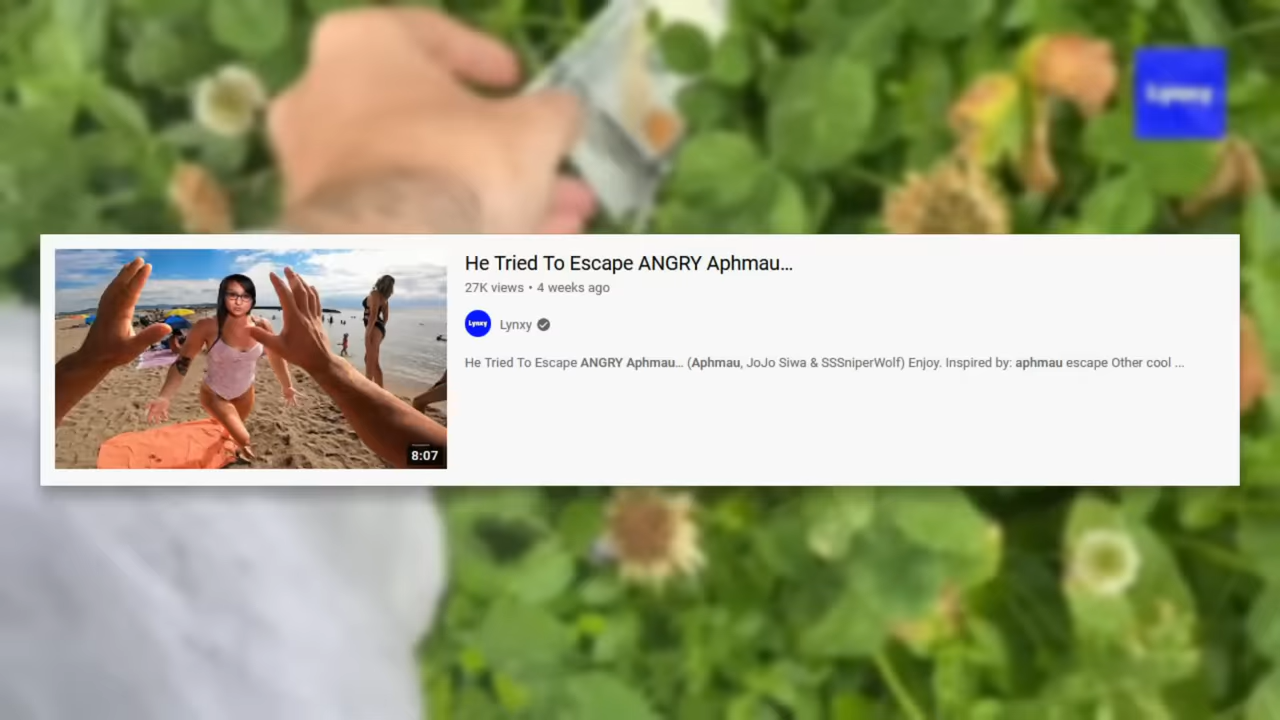 Lynxy
He Tried To Escape ANGRY Aphmau...
27K views • 4 weeks ago
Lynxy
Lynxy
He Tried To Escape ANGRY Aphmau... (Aphmau, JoJo Siwa & SSSniperWolf) Enjoy. Inspired by: aphmau escape Other cool ...
8:07